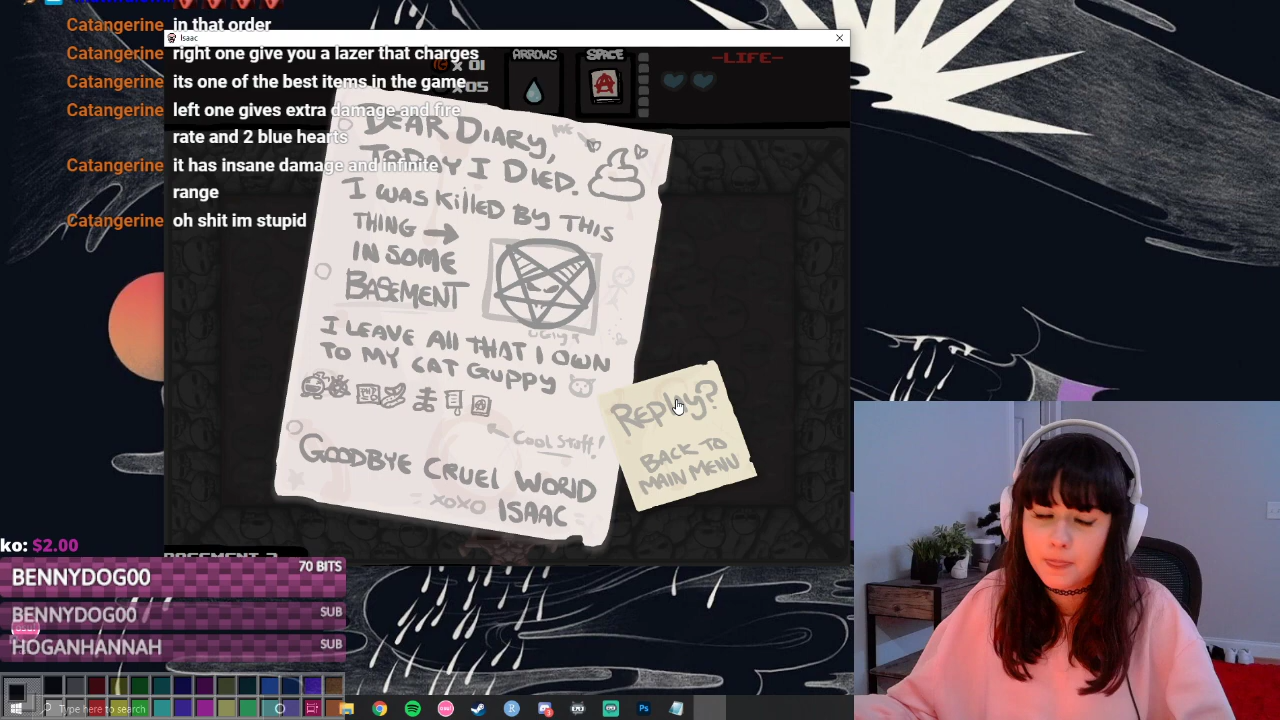 Catangerine in that order
Catangerine right one give you a lazer that charges
Catangerine its one of the best items in the game
Catangerine left one gives extra damage and fire
rate and 2 blue hearts
Catangerine it has insane damage and infinite
range
Catangerine oh shit im stupid
Isaac
x 01
x05
ARROWS
SPACE
—LIFE—
DEAR DIARY,
TODAY I DIED.
ME
I WAS KILLED BY THIS
THING
IN SOME
BASEMENT
UGLY
I LEAVE ALL THAT I OWN
TO MY CAT GUPPY
COOL STUFF!
GOODBYE CRUEL WORLD
XOXO ISAAC
REPLAY?
BACK TO
MAIN MENU
ko: $2.00
BENNYDOG00 70 BITS
BENNYDOG00 SUB
HOGANHANNAH SUB
Type here to search